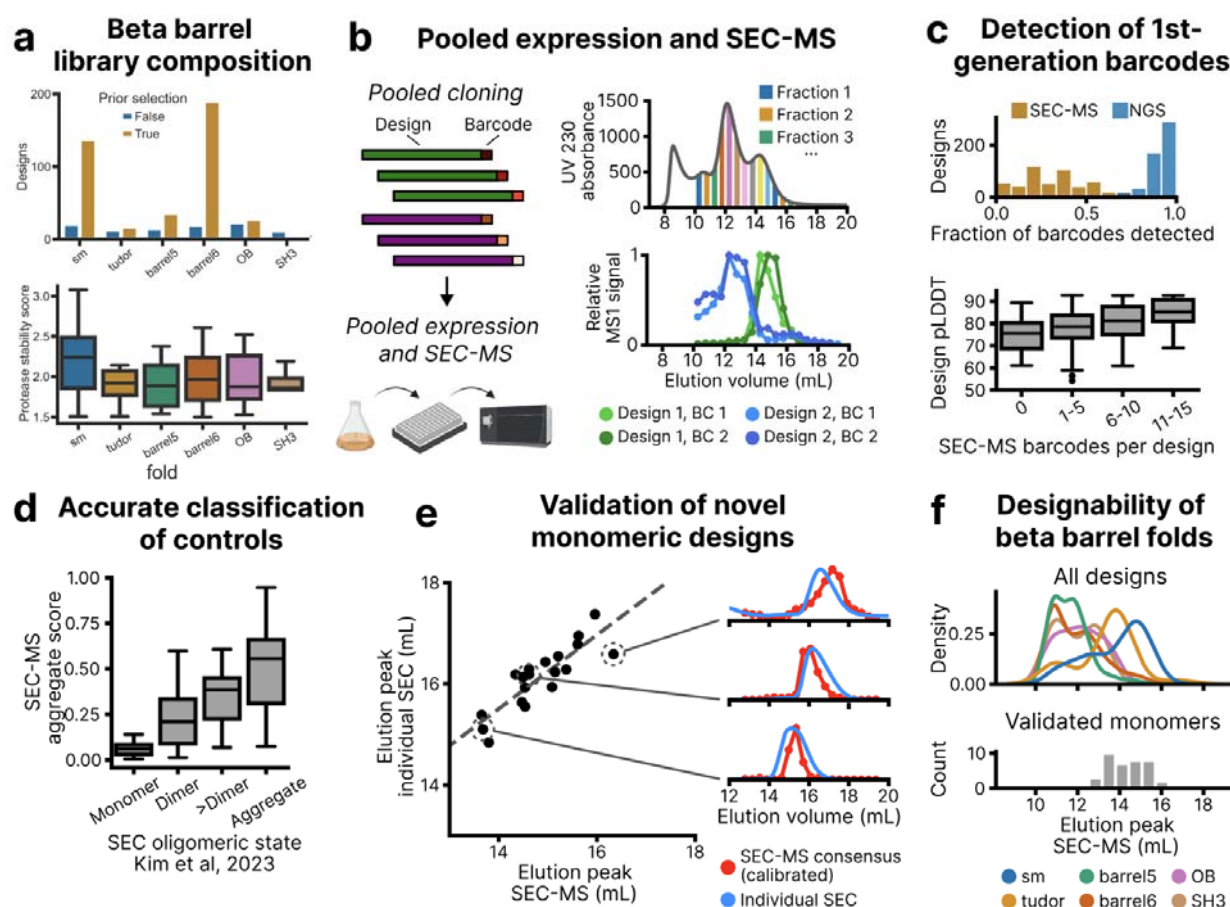 a
Beta barrel
library composition
200
100
0
Designs
Prior selection
False
True
sm
tudor
barrel5
barrel6
OB
SH3
3.0
2.5
2.0
1.5
Protease stability score
sm
tudor
barrel5
barrel6
OB
SH3
fold
b
Pooled expression and SEC-MS
Pooled cloning
Design
Barcode
Pooled expression
and SEC-MS
1500
1000
500
0
UV 230
absorbance
Fraction 1
Fraction 2
Fraction 3
...
8 10 12 14 16 18 20
1
0
Relative
MS1 signal
8 10 12 14 16 18 20
Elution volume (mL)
Design 1, BC 1
Design 2, BC 1
Design 1, BC 2
Design 2, BC 2
c
Detection of 1st-
generation barcodes
SEC-MS
NGS
200
0
Designs
0.0 0.5 1.0
Fraction of barcodes detected
90
80
70
60
50
Design pLDDT
0
1-5
6-10
11-15
SEC-MS barcodes per design
d
Accurate classification
of controls
1.00
0.75
0.50
0.25
0.00
SEC-MS
aggregate score
Monomer
Dimer
>Dimer
Aggregate
SEC oligomeric state
Kim et al, 2023
e
Validation of novel
monomeric designs
18
16
14
Elution peak
individual SEC (mL)
14 16 18
Elution peak
SEC-MS (mL)
12 14 16 18 20
Elution volume (mL)
SEC-MS consensus
(calibrated)
Individual SEC
f
Designability of
beta barrel folds
All designs
0.25
0.00
Density
Validated monomers
10
0
Count
10 12 14 16 18
Elution peak
SEC-MS (mL)
sm
barrel5
OB
tudor
barrel6
SH3